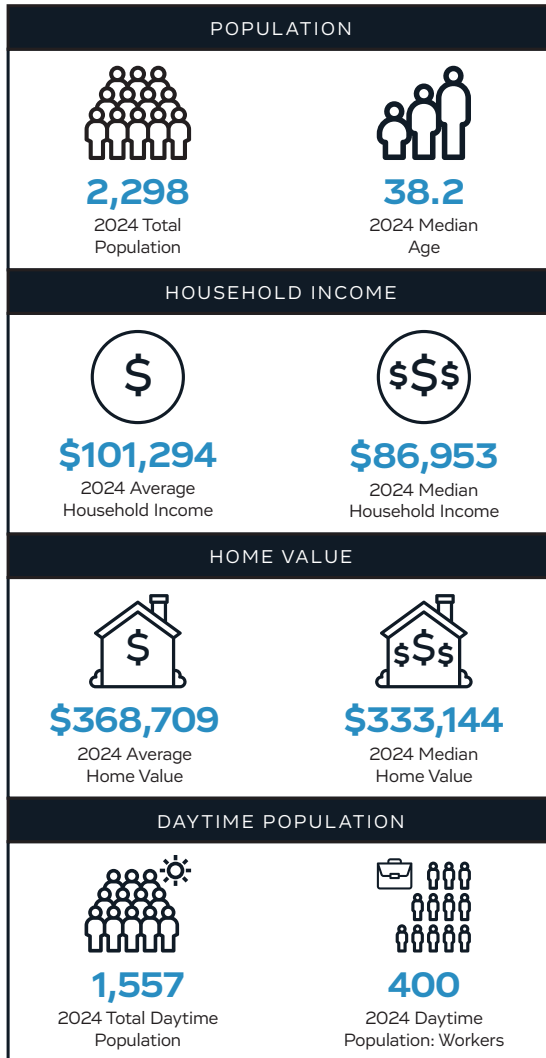 POPULATION
2,298
2024 Total
Population
38.2
2024 Median
Age
HOUSEHOLD INCOME
$
$101,294
2024 Average
Household Income
$$$
$86,953
2024 Median
Household Income
HOME VALUE
$
$368,709
2024 Average
Home Value
$$$
$333,144
2024 Median
Home Value
DAYTIME POPULATION
1,557
2024 Total Daytime
Population
400
2024 Daytime
Population: Workers